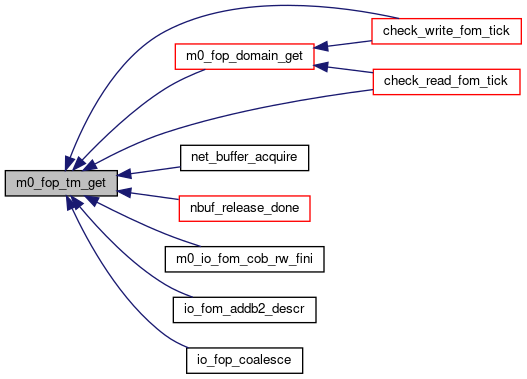 check_write_fom_tick
m0_fop_domain_get
check_read_fom_tick
net_buffer_acquire
m0_fop_tm_get
nbuf_release_done
m0_io_fom_cob_rw_fini
io_fom_addb2_descr
io_fop_coalesce